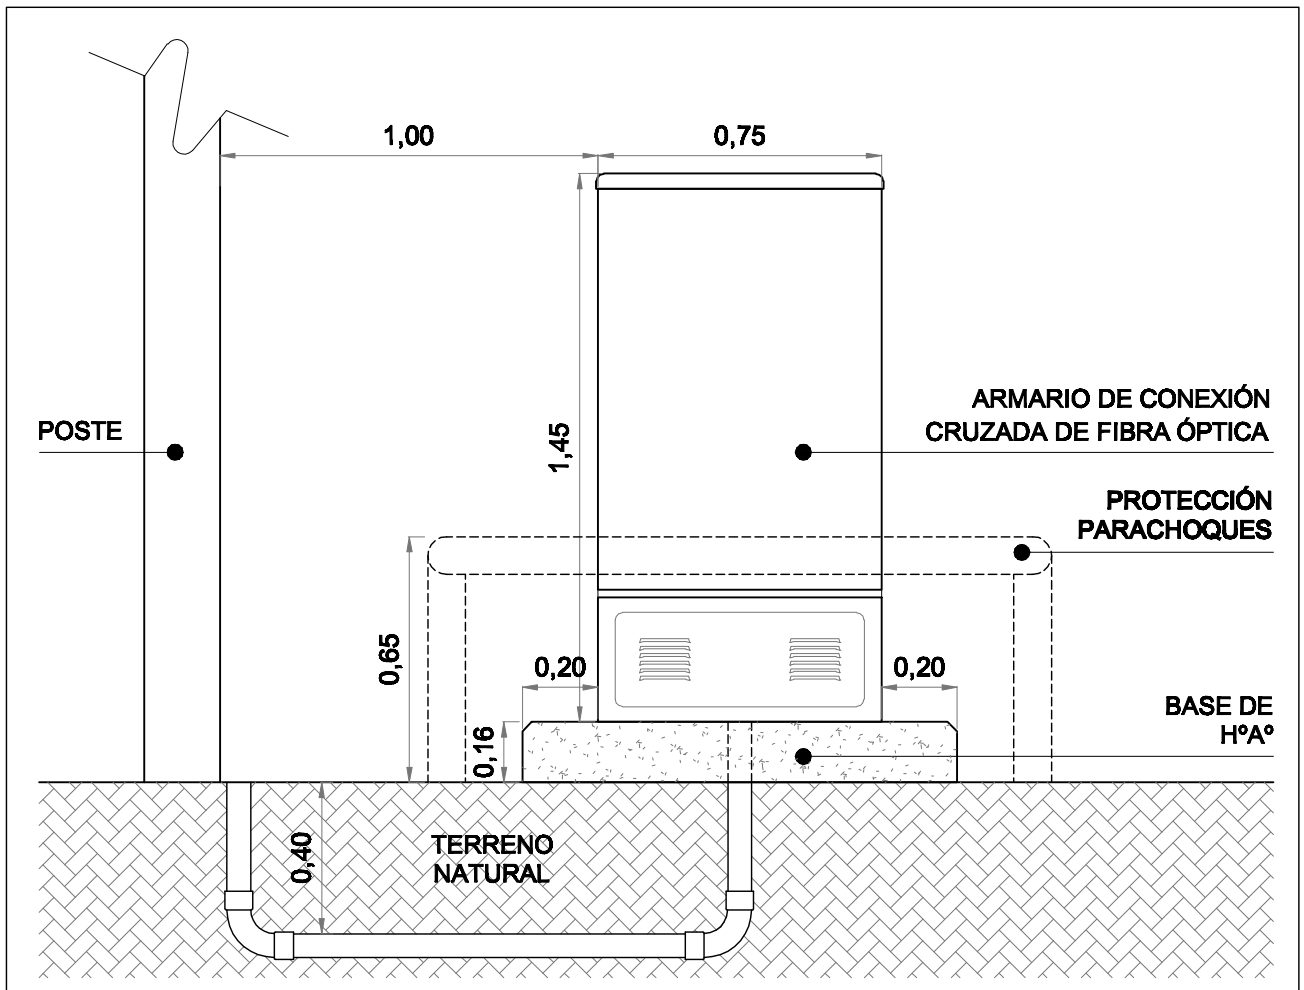 1,00
0,75
POSTE
1,45
ARMARIO DE CONEXIÓN
CRUZADA DE FIBRA ÓPTICA
PROTECCIÓN
PARACHOQUES
0,65
0,20
0,20
BASE DE
HºAº
0,16
0,40
TERRENO
NATURAL